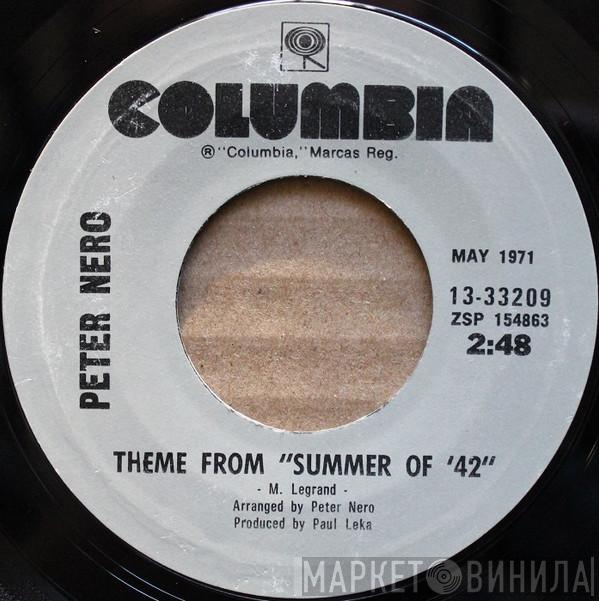 COLUMBIA
®"Columbia," Marcas Reg.
PETER NERO
MAY 1971
13-33209
ZSP 154863
2:48
THEME FROM "SUMMER OF '42"
- M. Legrand -
Arranged by Peter Nero
Produced by Paul Leka
МАРКЕТ ВИНИЛА